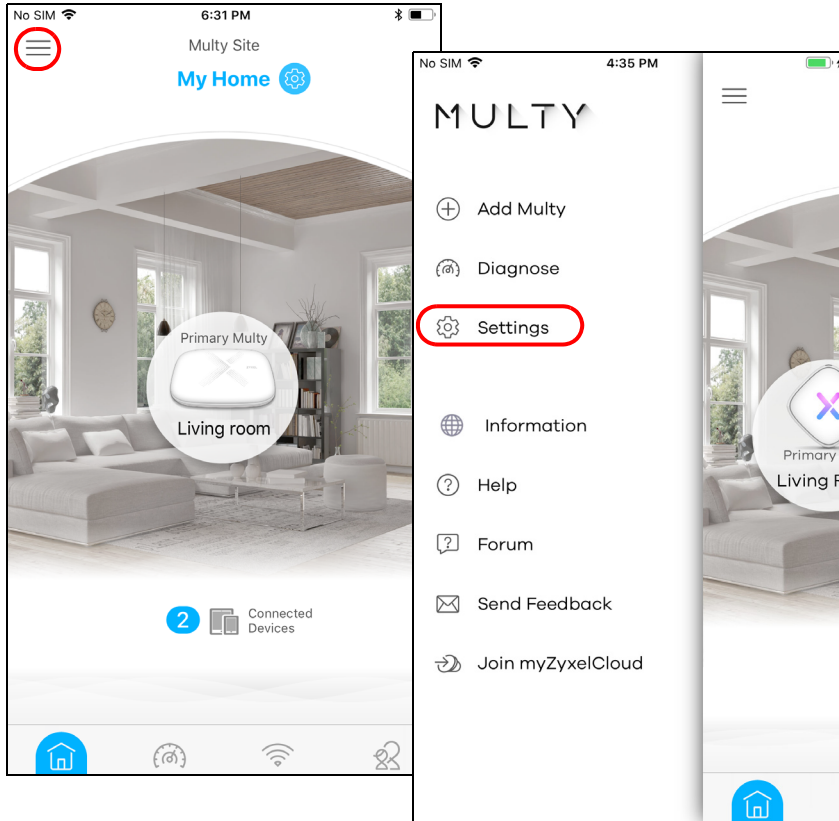 No SIM 6:31 PM
Multy Site
My Home
Primary Multy
Living room
2 Connected
Devices
No SIM 4:35 PM
MULTY
Add Multy
Diagnose
Settings
Information
Help
Forum
Send Feedback
Join myZyxelCloud
Primary
Living